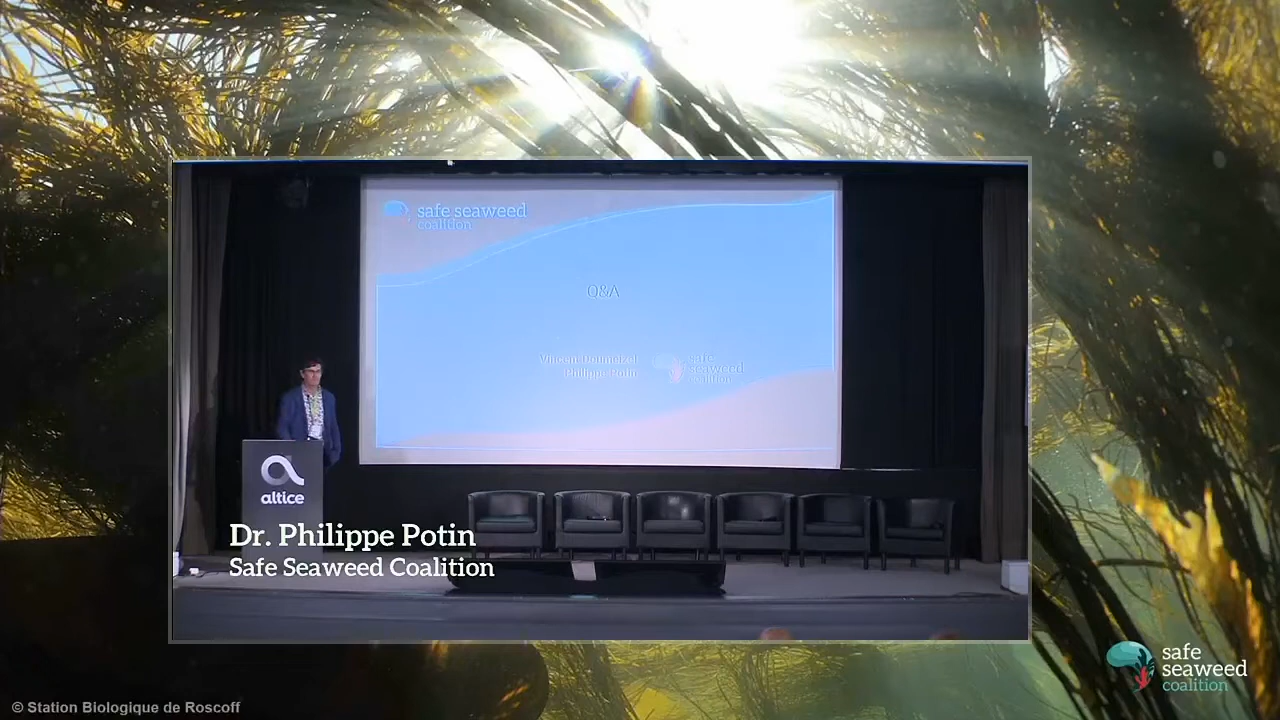 safe seaweed
coalition
Q&A
Vincent Doumeizel
Philippe Potin
safe
seaweed
coalition
altice
Dr. Philippe Potin
Safe Seaweed Coalition
safe
seaweed
coalition
© Station Biologique de Roscoff